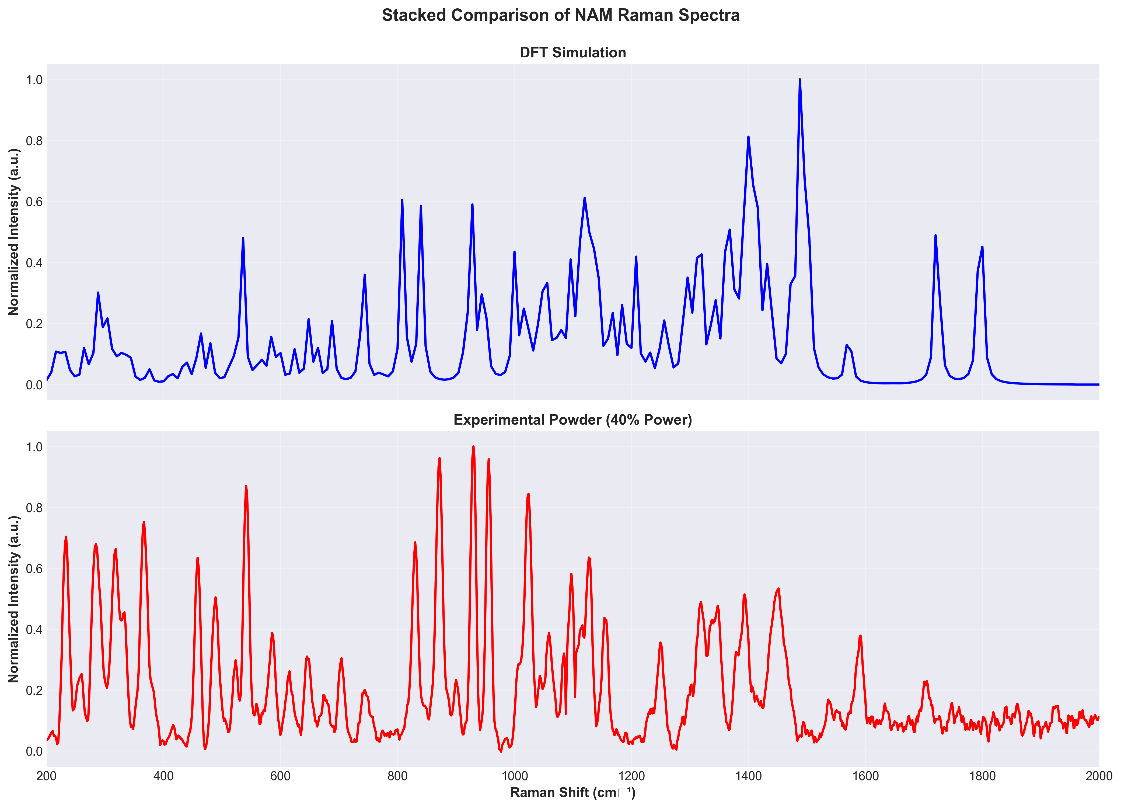 Stacked Comparison of NAM Raman Spectra
DFT Simulation
Normalized Intensity (a.u.)
1.0
0.8
0.6
0.4
0.2
0.0
Experimental Powder (40% Power)
Normalized Intensity (a.u.)
1.0
0.8
0.6
0.4
0.2
0.0
200 400 600 800 1000 1200 1400 1600 1800 2000
Raman Shift (cm▯¹)